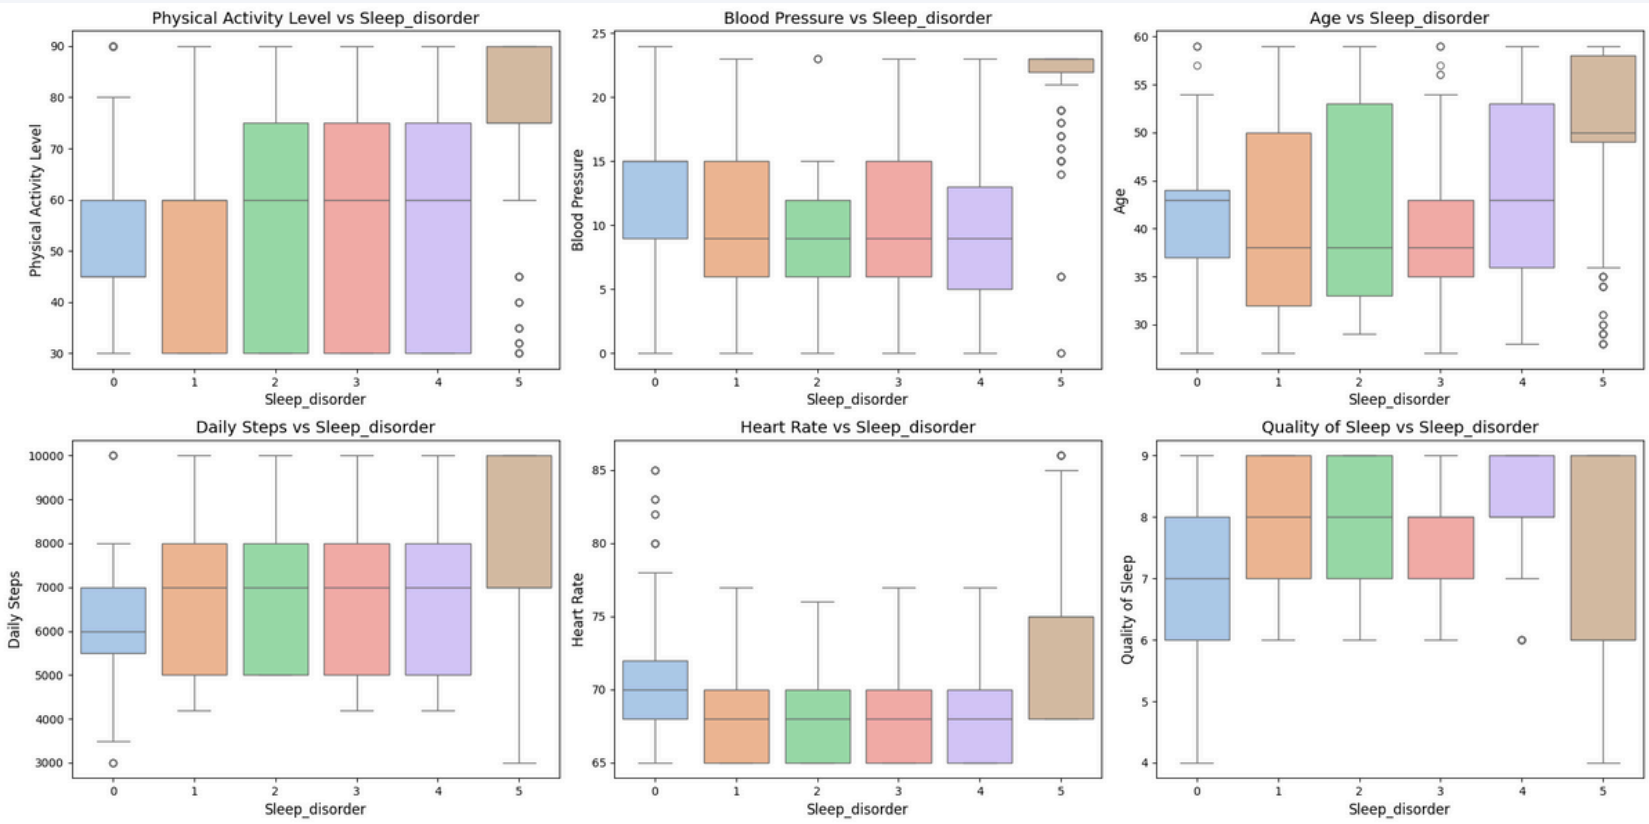 Physical Activity Level vs Sleep_disorder
Physical Activity Level
90
80
70
60
50
40
30
0 1 2 3 4 5
Sleep_disorder
Blood Pressure vs Sleep_disorder
Blood Pressure
25
20
15
10
5
0
0 1 2 3 4 5
Sleep_disorder
Age vs Sleep_disorder
Age
60
55
50
45
40
35
30
0 1 2 3 4 5
Sleep_disorder
Daily Steps vs Sleep_disorder
Daily Steps
10000
9000
8000
7000
6000
5000
4000
3000
0 1 2 3 4 5
Sleep_disorder
Heart Rate vs Sleep_disorder
Heart Rate
85
80
75
70
65
0 1 2 3 4 5
Sleep_disorder
Quality of Sleep vs Sleep_disorder
Quality of Sleep
9
8
7
6
5
4
0 1 2 3 4 5
Sleep_disorder